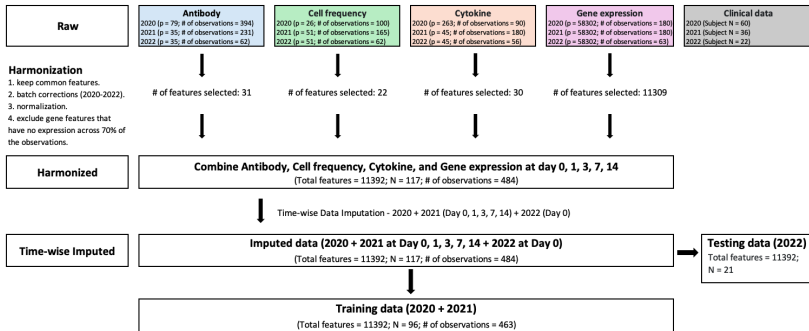 Raw
Antibody
2020 (p = 79; # of observations = 394)
2021 (p = 35; # of observations = 231)
2022 (p = 35; # of observations = 62)
Cell frequency
2020 (p = 26; # of observations = 100)
2021 (p = 51; # of observations = 165)
2022 (p = 51; # of observations = 62)
Cytokine
2020 (p = 263; # of observations = 90)
2021 (p = 45; # of observations = 180)
2022 (p = 45; # of observations = 56)
Gene expression
2020 (p = 58302; # of observations = 180)
2021 (p = 58302; # of observations = 180)
2022 (p = 58302; # of observations = 63)
Clinical data
2020 (Subject N = 60)
2021 (Subject N = 36)
2022 (Subject N = 22)
Harmonization
1. keep common features.
2. batch corrections (2020-2022).
3. normalization.
4. exclude gene features that
have no expression across 70% of
the observations.
# of features selected: 31
# of features selected: 22
# of features selected: 30
# of features selected: 11309
Harmonized
Combine Antibody, Cell frequency, Cytokine, and Gene expression at day 0, 1, 3, 7, 14
(Total features = 11392; N = 117; # of observations = 484)
Time-wise Data Imputation - 2020 + 2021 (Day 0, 1, 3, 7, 14) + 2022 (Day 0)
Time-wise Imputed
Imputed data (2020 + 2021 at Day 0, 1, 3, 7, 14 + 2022 at Day 0)
(Total features = 11392; N = 117; # of observations = 484)
Testing data (2022)
Total features = 11392;
N = 21
Training data (2020 + 2021)
(Total features = 11392; N = 96; # of observations = 463)